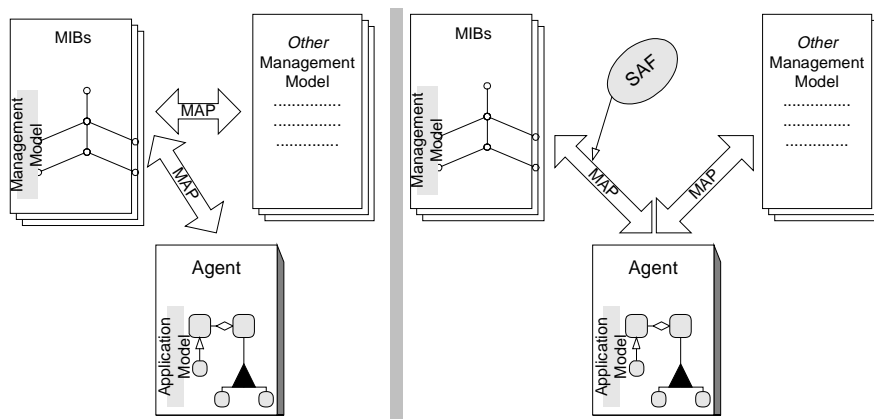 MIBs
Management
Model
MAP
Other
Management
Model
................
................
...............
MAP
Agent
Application
Model
MIBs
Management
Model
SAF
Other
Management
Model
................
................
...............
MAP
MAP
Agent
Application
Model